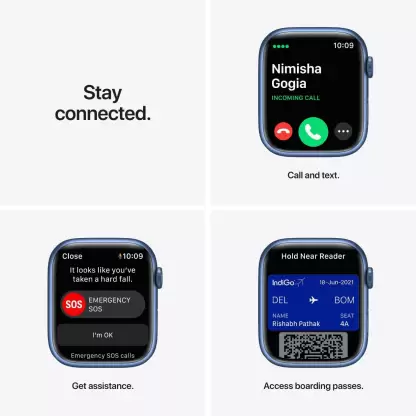 Stay
connected.
10:09
Nimisha
Gogia
INCOMING CALL
Call and text.
Close
10:09
It looks like you've
taken a hard fall.
SOS
EMERGENCY
SOS
I'm OK
Emergency SOS calls
Get assistance.
Hold Near Reader
IndiGo
18-Jun-2021
DEL
BOM
NAME
SEAT
Rishabh Pathak
4A
Access boarding passes.